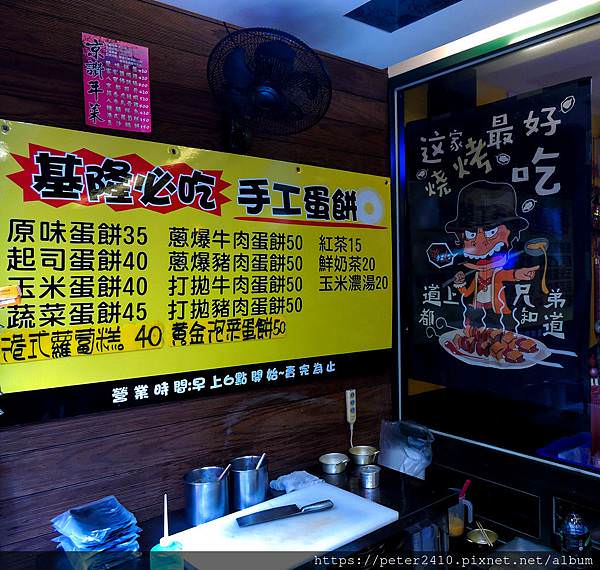 京滸平菜
基隆必吃
手工蛋餅
原味蛋餅35
起司蛋餅40
玉米蛋餅40
蔬菜蛋餅45
蔥爆牛肉蛋餅50
蔥爆豬肉蛋餅50
打拋牛肉蛋餅50
打拋豬肉蛋餅50
紅茶15
鮮奶茶20
玉米濃湯20
港式蘿蔔糕。40
黃金泡菜蛋餅50
營業時間:早上6點開始~賣完為止
这家烧烤
最好吃
道上兄弟
都知道
https://peter2410.pixnet.net/album